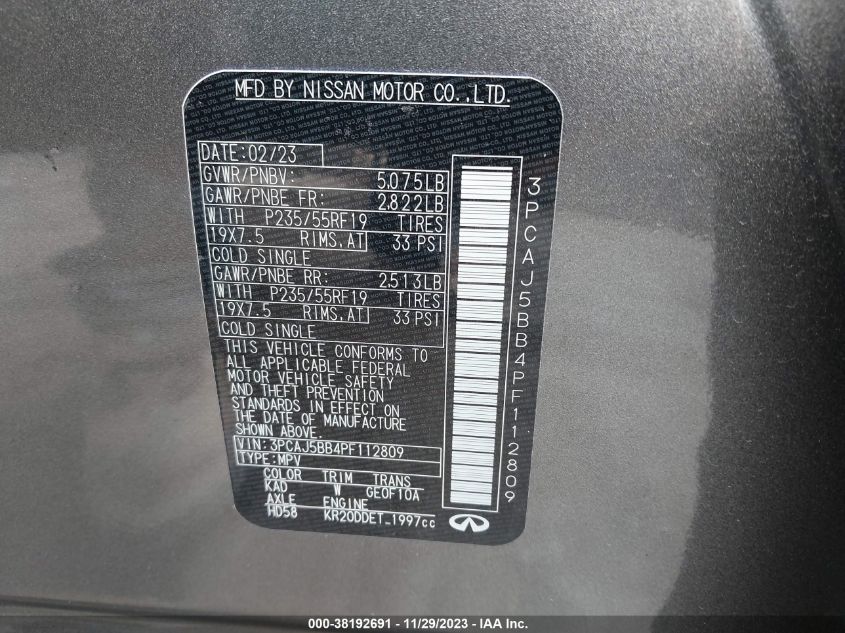 MFD BY NISSAN MOTOR CO.,LTD.
DATE:02/23
GVWR/PNBV: 5,075LB
GAWR/PNBE FR: 2,822LB
WITH P235/55RF19 TIRES
19X7.5 RIMS,AT 33 PSI
COLD SINGLE
GAWR/PNBE RR: 2,513LB
WITH P235/55RF19 TIRES
19X7.5 RIMS,AT 33 PSI
COLD SINGLE
THIS VEHICLE CONFORMS TO
ALL APPLICABLE FEDERAL
MOTOR VEHICLE SAFETY
AND THEFT PREVENTION
STANDARDS IN EFFECT ON
THE DATE OF MANUFACTURE
SHOWN ABOVE.
VIN:3PCAJ5BB4PF112809
TYPE:MPV
COLOR TRIM TRANS
KAD W GE0F10A
AXLE ENGINE
HD58 KR20DDET_1997cc
3PCAJ5BB4PF112809
000-38192691 - 11/29/2023 - IAA Inc.